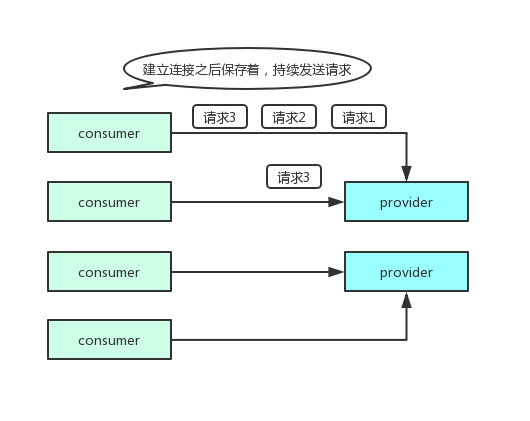 建立连接之后保存着，持续发送请求
consumer
请求3
请求2
请求1
请求3
consumer
provider
consumer
provider
consumer